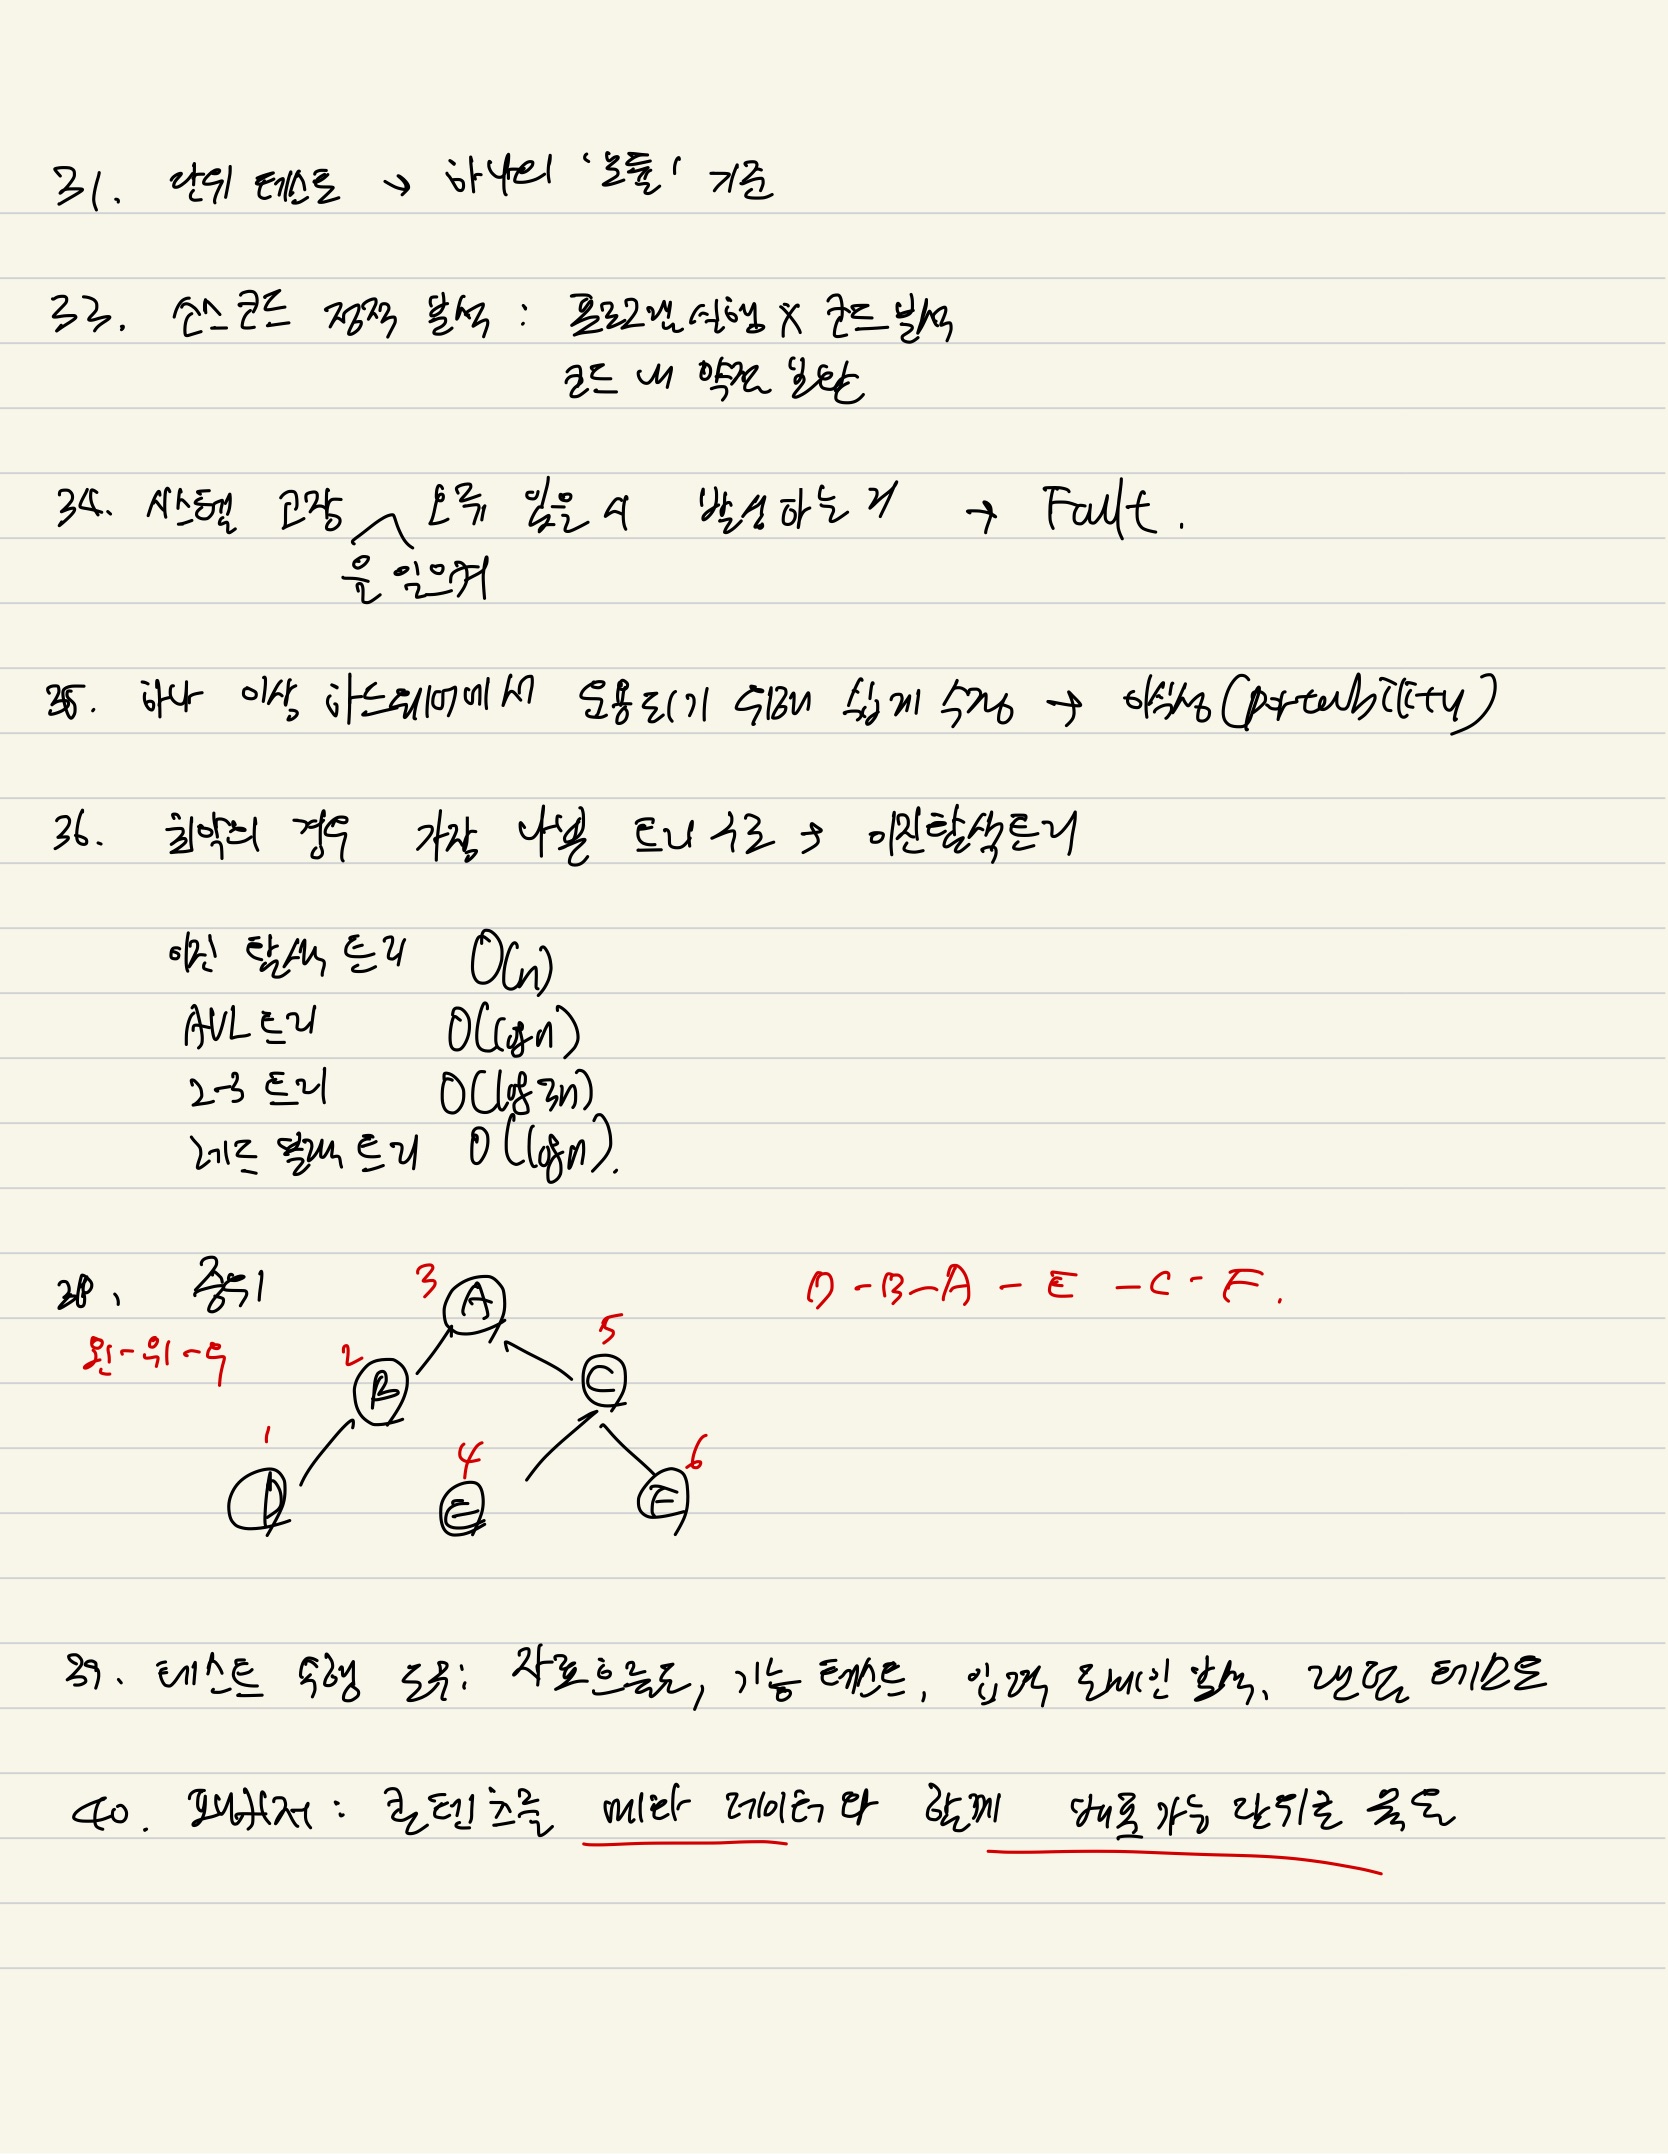 31. 단위 테스트 → 하나의 '모듈' 기준
33. 소스코드 정적 분석 : 프로그램 실행 X 코드 분석
코드 내 약점 발견
34. 시스템 고장 오류 있을 시 발생하는 거 → Fault.
을 일으켜
35. 하나 이상 하드웨어에서 운용되기 위해 쉽게 수정 → 이식성(portability)
36. 최악의 경우 가장 나쁠 트리 구조 → 이진탐색트리
이진 탐색 트리 O(n)
AVL트리 O(logn)
2-3 트리 O(log3n)
레드 블랙 트리 O(logn).
38. 중위 3 A D-B-A-E-C-F.
왼-위-우 2 B 5 C
1 D 4 E 6 F
39. 테스트 수행 도우: 자료흐름도, 기능 테스트, 입력 도메인 분석, 랜덤 테스트
40. 패키저 : 콘텐츠를 메타 데이터와 함께 배포 가능 단위로 묶음